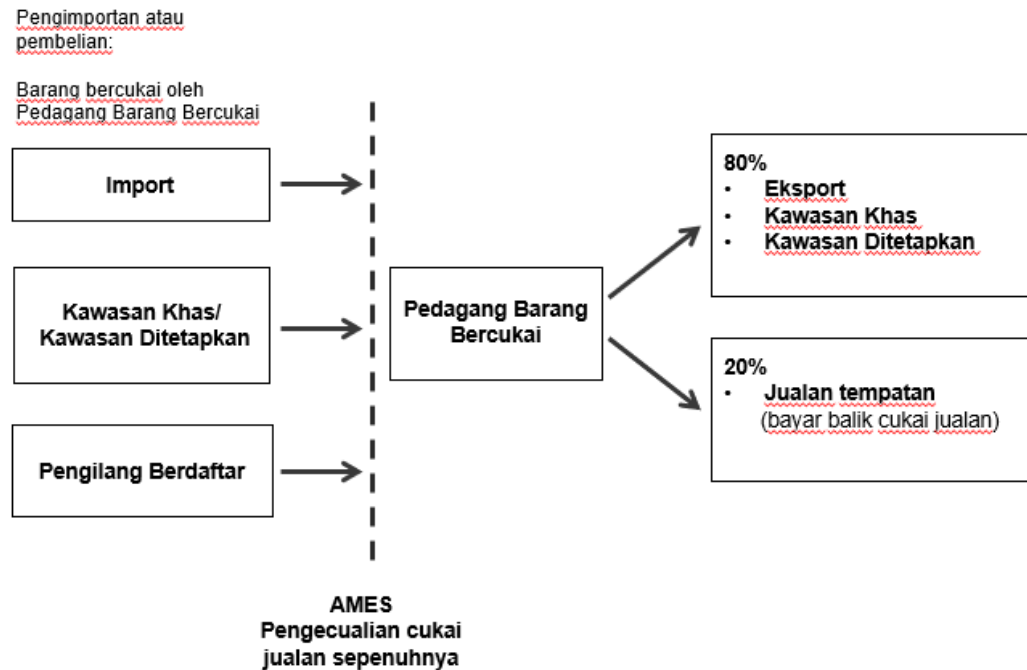 Pengimportan atau
pembelian:
Barang bercukai oleh
Pedagang Barang Bercukai
Import
Kawasan Khas/
Kawasan Ditetapkan
Pengilang Berdaftar
AMES
Pengecualian cukai
jualan sepenuhnya
Pedagang Barang
Bercukai
80%
• Eksport
• Kawasan Khas
• Kawasan Ditetapkan
20%
• Jualan tempatan
(bayar balik cukai jualan)